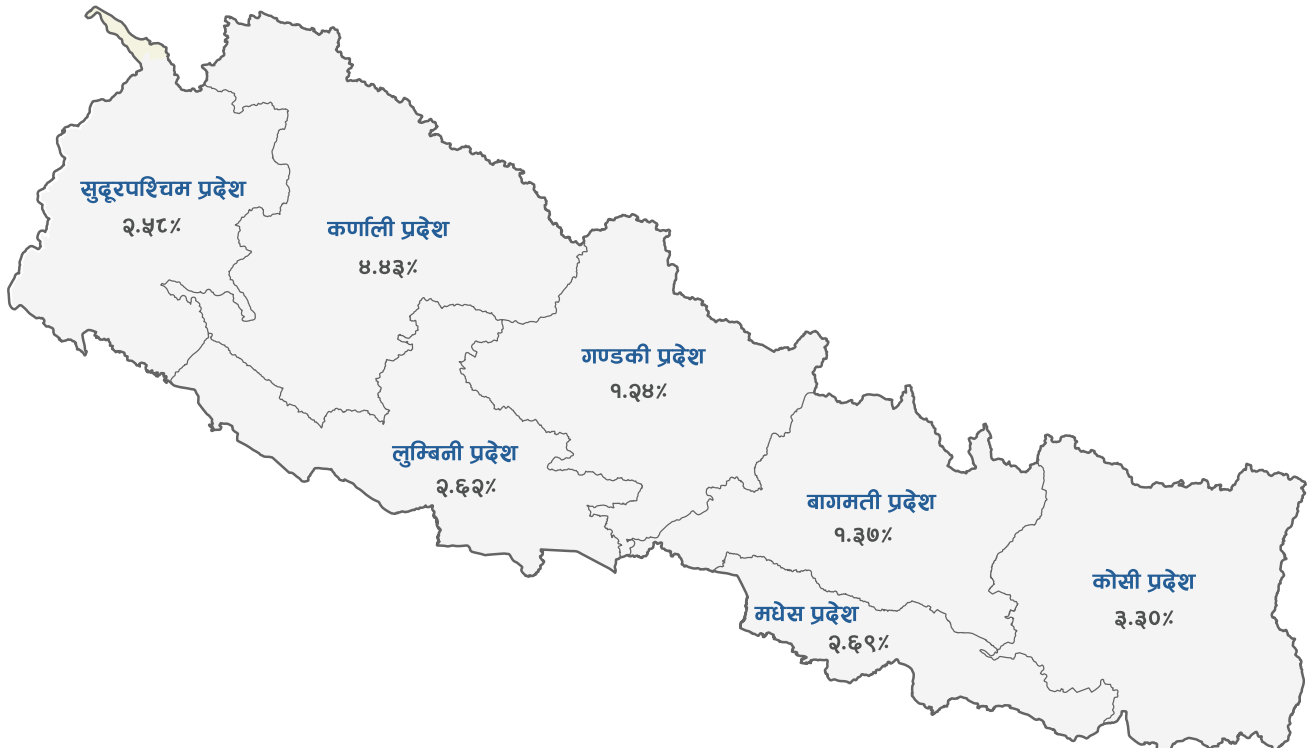 सुदूरपश्चिम प्रदेश
२.५८%
कर्णाली प्रदेश
४.४३%
गण्डकी प्रदेश
१.२४%
लुम्बिनी प्रदेश
२.६२%
बागमती प्रदेश
१.३७%
कोसी प्रदेश
३.३०%
मधेस प्रदेश
२.६९%